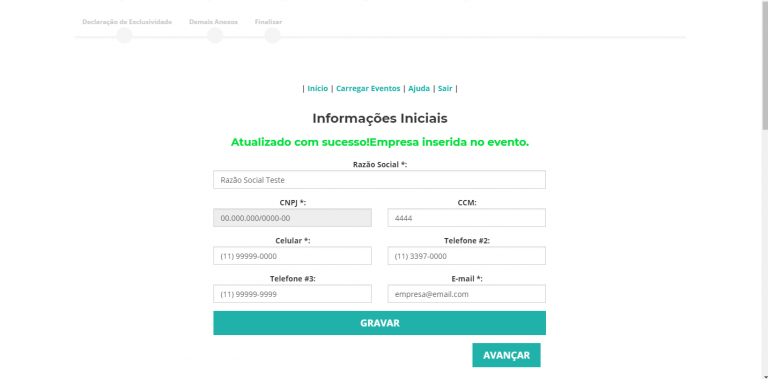 Declaração de Exclusividade Demais Anexos Finalizar
| Início | Carregar Eventos | Ajuda | Sair |
Informações Iniciais
Atualizado com sucesso!Empresa inserida no evento.
Razão Social *:
Razão Social Teste
CNPJ *: CCM:
00.000.000/0000-00 4444
Celular *: Telefone #2:
(11) 99999-0000 (11) 3397-0000
Telefone #3: E-mail *:
(11) 99999-9999 empresa@email.com
GRAVAR
AVANÇAR